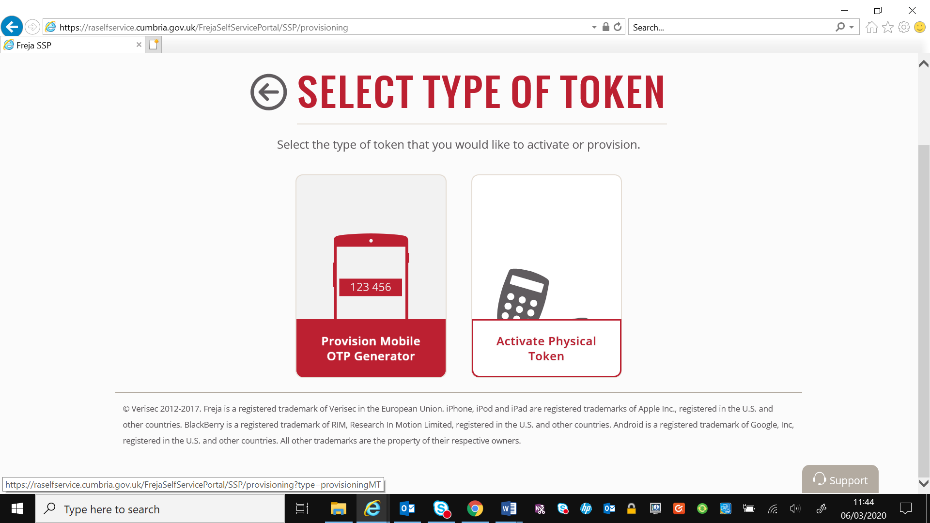 https://raselfservice.cumbria.gov.uk/FrejaSelfServicePortal/SSP/provisioning
Search...
Freja SSP
SELECT TYPE OF TOKEN
Select the type of token that you would like to activate or provision.
123 456
Provision Mobile
OTP Generator
Activate Physical
Token
© Verisec 2012-2017. Freja is a registered trademark of Verisec in the European Union. iPhone, iPod and iPad are registered trademarks of Apple Inc., registered in the U.S. and
other countries. BlackBerry is a registered trademark of RIM, Research In Motion Limited, registered in the U.S. and other countries. Android is a registered trademark of Google, Inc,
registered in the U.S. and other countries. All other trademarks are the property of their respective owners.
https://raselfservice.cumbria.gov.uk/FrejaSelfServicePortal/SSP/provisioning?type=provisioningMT
Support
Type here to search
11:44
06/03/2020